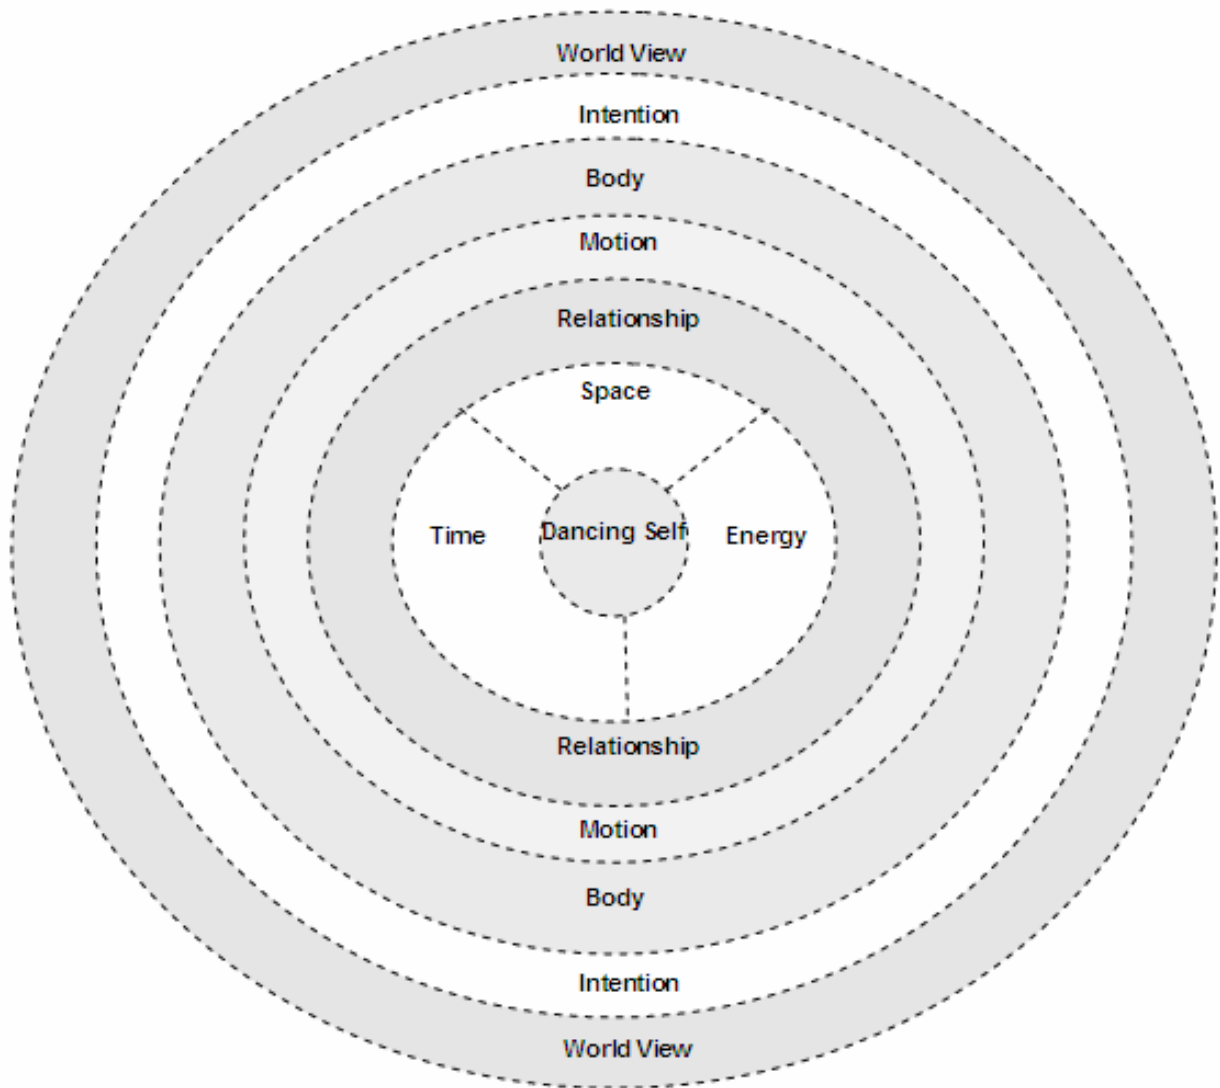 World View
Intention
Body
Motion
Relationship
Space
Time
Dancing Self
Energy
Relationship
Motion
Body
Intention
World View